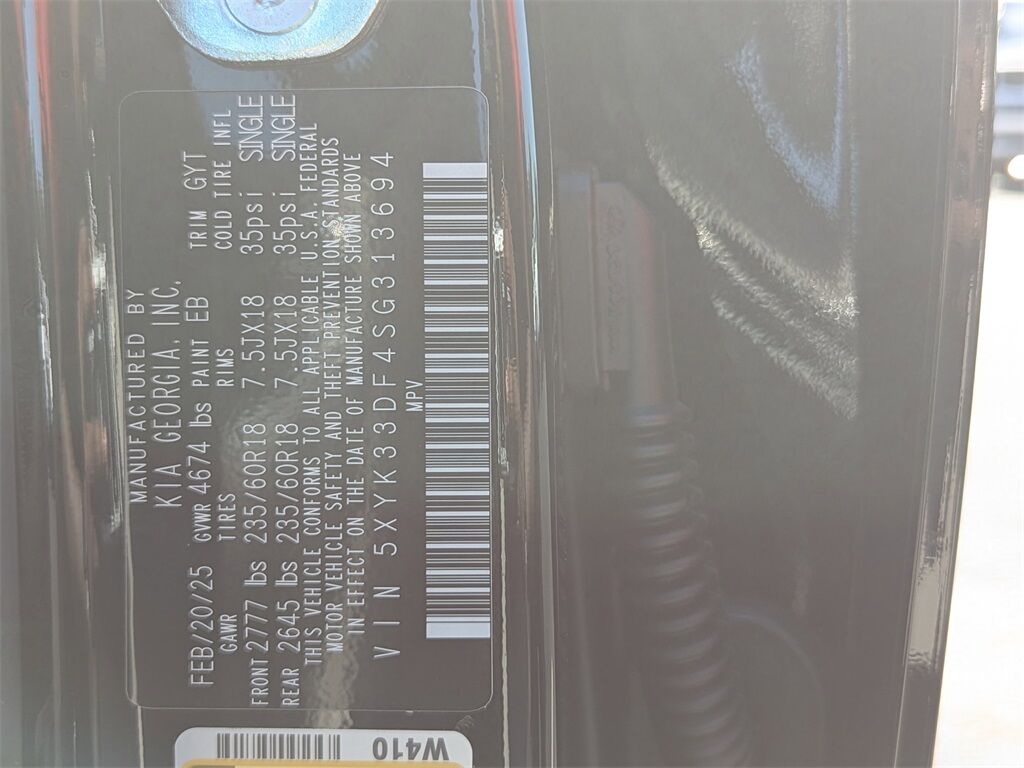 MANUFACTURED BY
KIA GEORGIA, INC.
FEB/20/25 GVWR 4674 lbs PAINT EB TRIM GYT
GAWR TIRES RIMS COLD TIRE INFL
FRONT 2777 lbs 235/60R18 7.5JX18 35psi SINGLE
REAR 2645 lbs 235/60R18 7.5JX18 35psi SINGLE
THIS VEHICLE CONFORMS TO ALL APPLICABLE U.S.A. FEDERAL
MOTOR VEHICLE SAFETY AND THEFT PREVENTION STANDARDS
IN EFFECT ON THE DATE OF MANUFACTURE SHOWN ABOVE
VIN 5XYK33DF4SG313694
MPV
W410